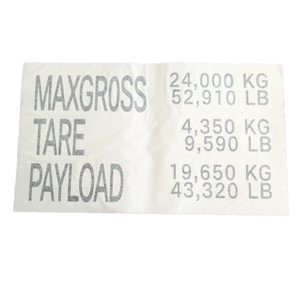 MAXGROSS 24,000 KG
52,910 LB
TARE 4,350 KG
9,590 LB
PAYLOAD 19,650 KG
43,320 LB